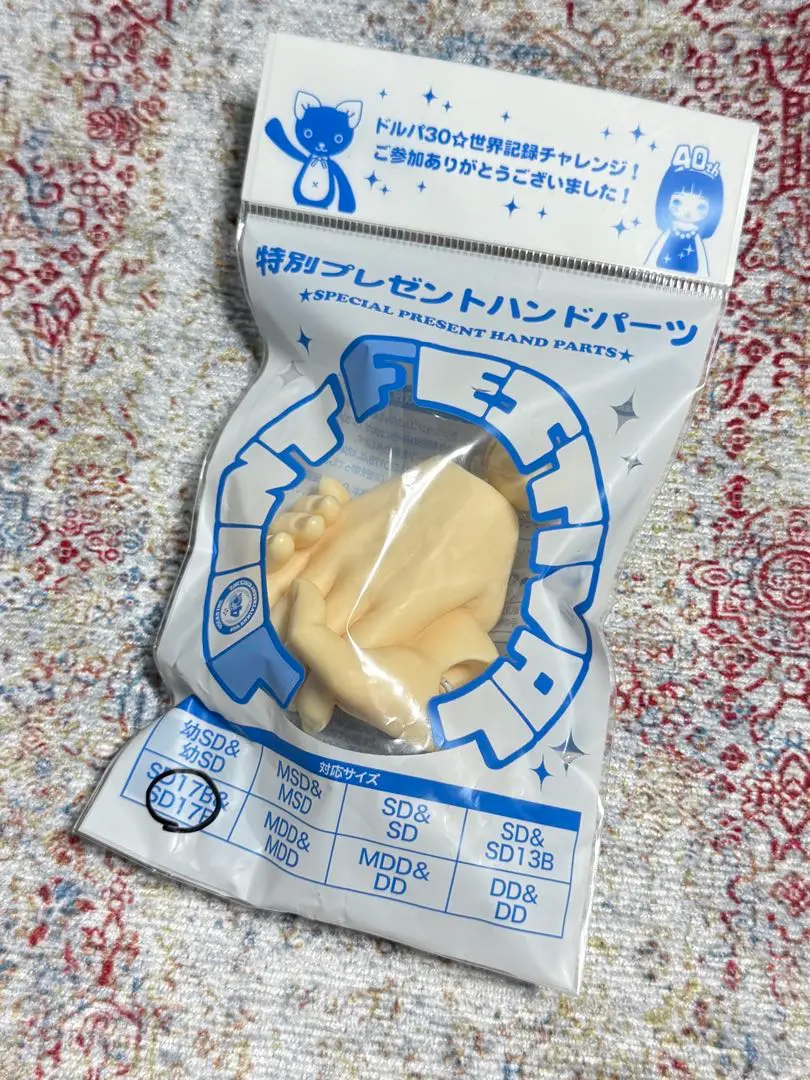 ドルパ30☆世界記録チャレンジ！
ご参加ありがとうございました！
40th
特別プレゼントハンドパーツ
★SPECIAL PRESENT HAND PARTS★
JOINT FESTIVAL
対応サイズ
幼SD&
幼SD
MSD&
MSD
SD&
SD
SD&
SD13B
SD17B&
SD17B
MDD&
MDD
MDD&
DD
DD&
DD